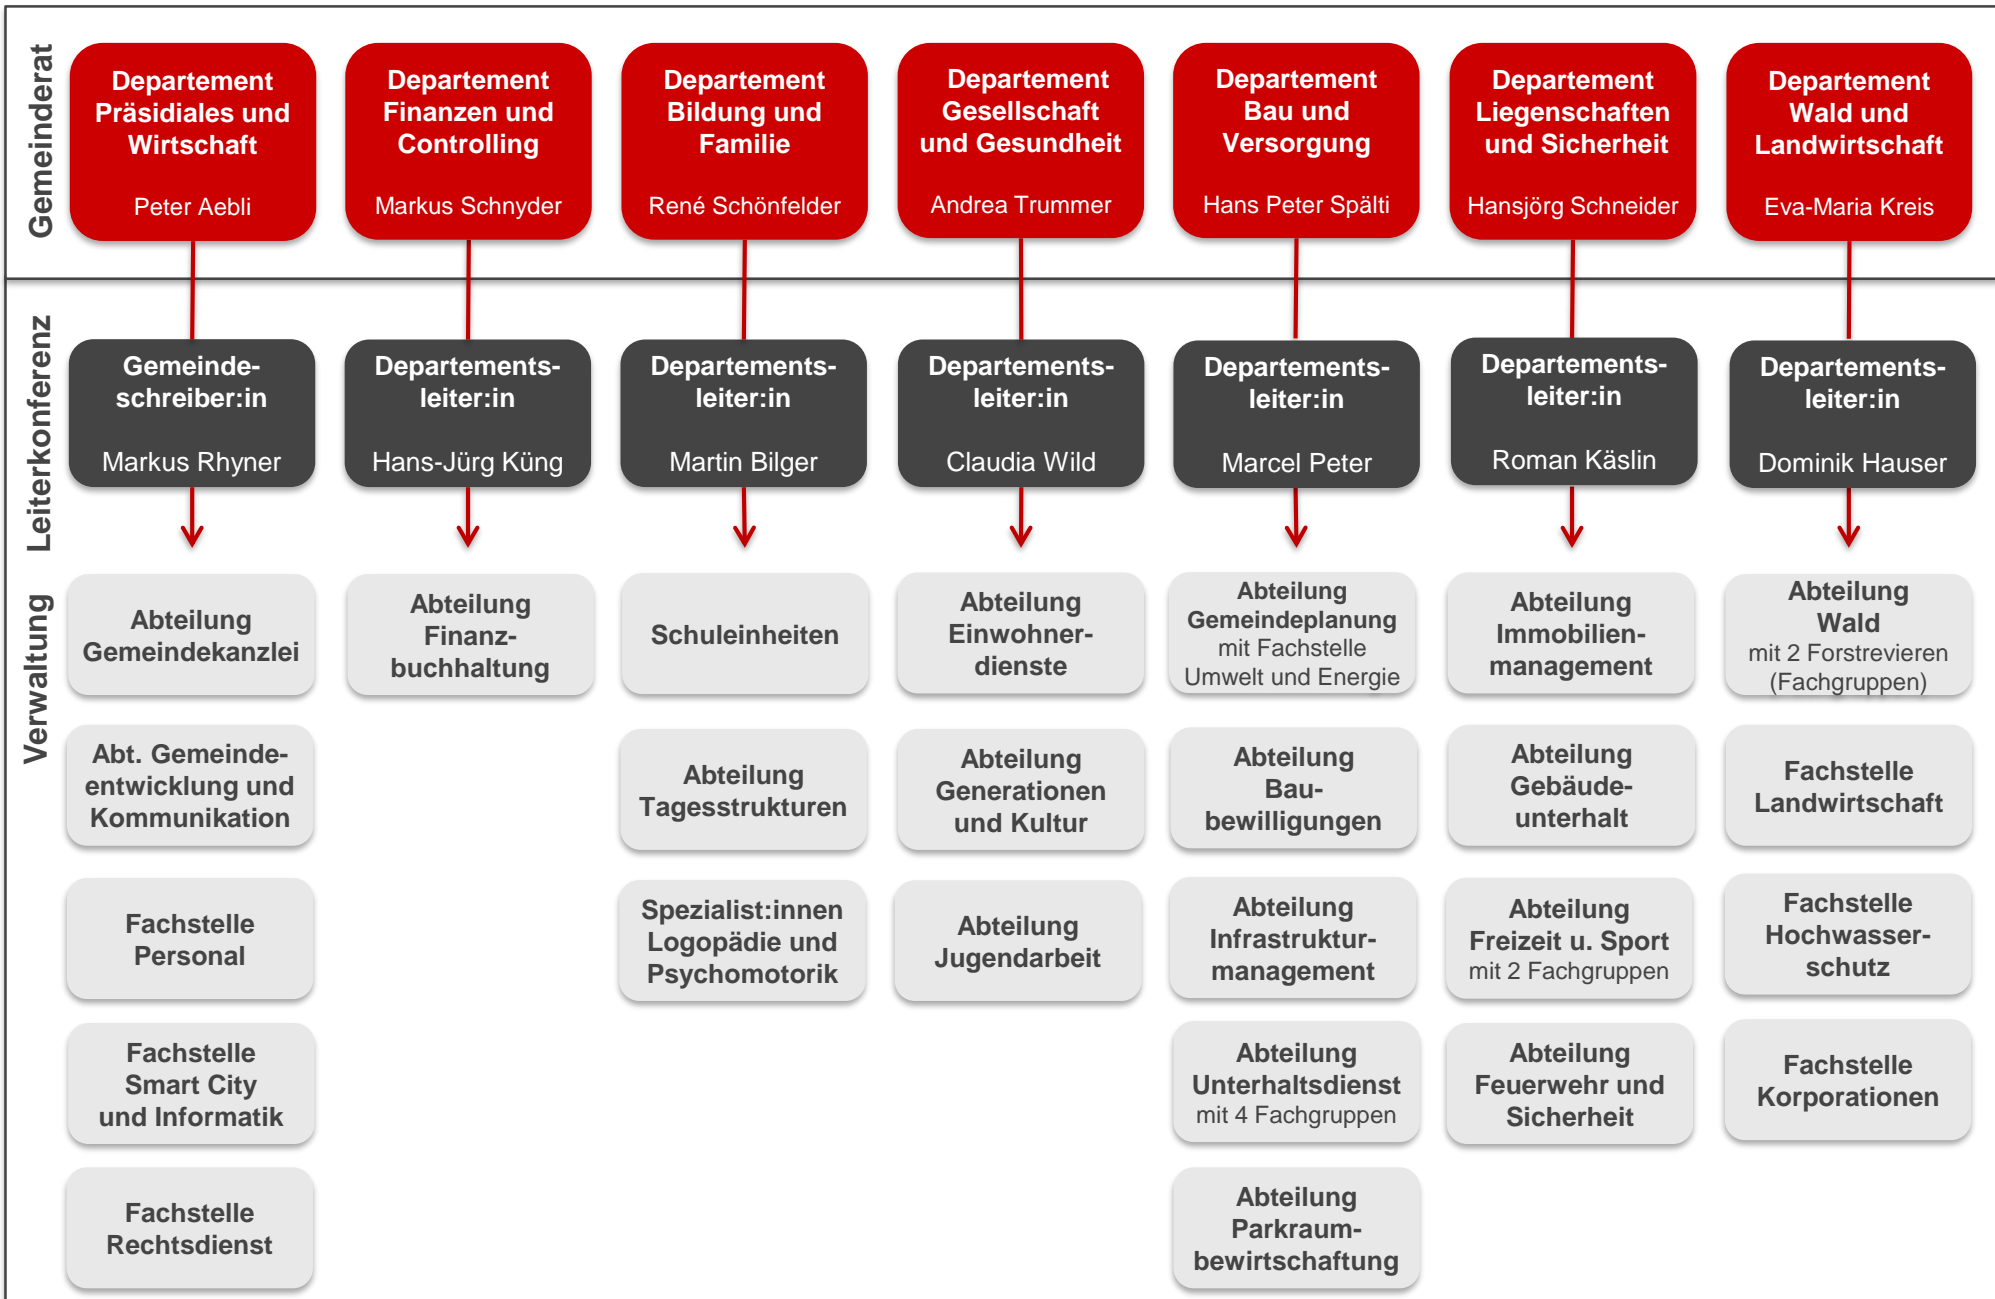 Gemeinderat
Departement
Präsidiales und
Wirtschaft
Peter Aebli
Departement
Finanzen und
Controlling
Markus Schnyder
Departement
Bildung und
Familie
René Schönfelder
Departement
Gesellschaft
und Gesundheit
Andrea Trummer
Departement
Bau und
Versorgung
Hans Peter Spälti
Departement
Liegenschaften
und Sicherheit
Hansjörg Schneider
Departement
Wald und
Landwirtschaft
Eva-Maria Kreis
Leiterkonferenz
Gemeinde-
schreiber:in
Markus Rhyner
Departements-
leiter:in
Hans-Jürg Küng
Departements-
leiter:in
Martin Bilger
Departements-
leiter:in
Claudia Wild
Departements-
leiter:in
Marcel Peter
Departements-
leiter:in
Roman Käslin
Departements-
leiter:in
Dominik Hauser
Verwaltung
Abteilung
Gemeindekanzlei
Abteilung
Finanz-
buchhaltung
Schuleinheiten
Abteilung
Einwohner-
dienste
Abteilung
Gemeindeplanung
mit Fachstelle
Umwelt und Energie
Abteilung
Immobilien-
management
Abteilung
Wald
mit 2 Forstrevieren
(Fachgruppen)
Abt. Gemeinde-
entwicklung und
Kommunikation
Abteilung
Tagesstrukturen
Abteilung
Generationen
und Kultur
Abteilung
Bau-
bewilligungen
Abteilung
Gebäude-
unterhalt
Fachstelle
Landwirtschaft
Fachstelle
Personal
Spezialist:innen
Logopädie und
Psychomotorik
Abteilung
Jugendarbeit
Abteilung
Infrastruktur-
management
Abteilung
Freizeit u. Sport
mit 2 Fachgruppen
Fachstelle
Hochwasser-
schutz
Fachstelle
Smart City
und Informatik
Abteilung
Unterhaltsdienst
mit 4 Fachgruppen
Abteilung
Feuerwehr und
Sicherheit
Fachstelle
Korporationen
Fachstelle
Rechtsdienst
Abteilung
Parkraum-
bewirtschaftung